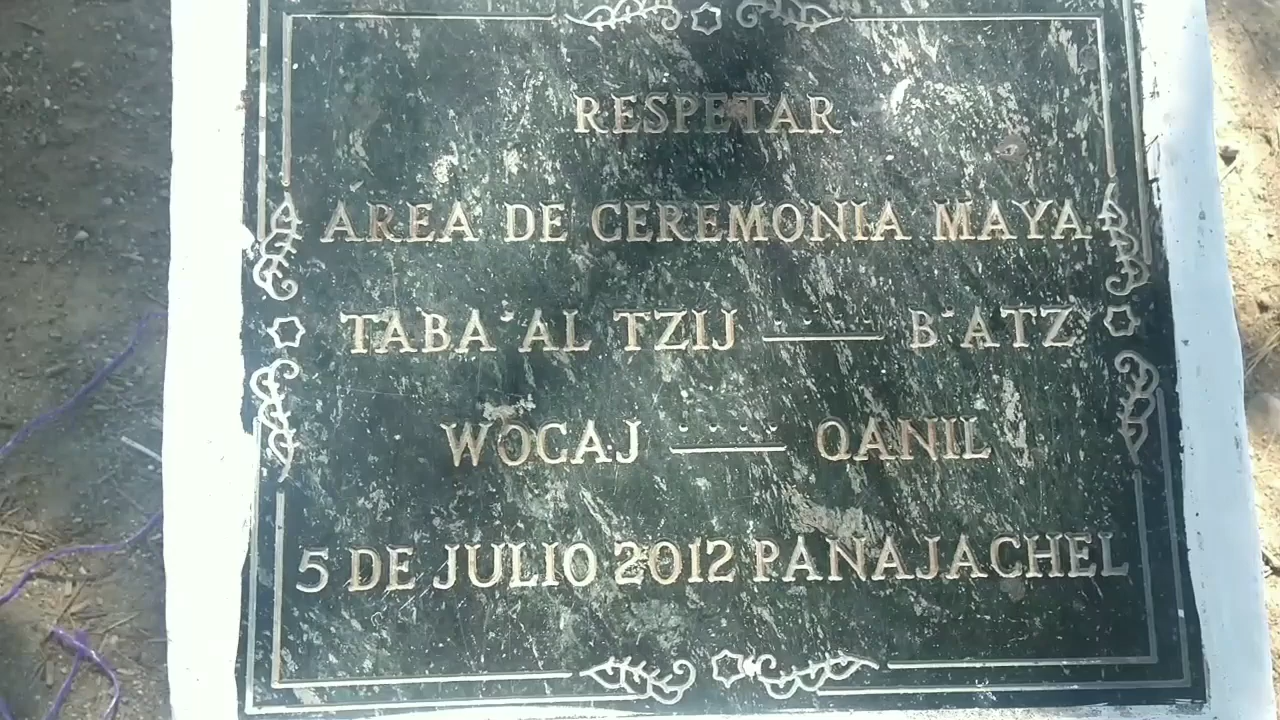 RESPETAR
AREA DE CEREMONIA MAYA
TABA'AL TZIJ ⸺ B'ATZ
WOCAJ ⸺ QANIL
5 DE JULIO 2012 PANAJACHEL